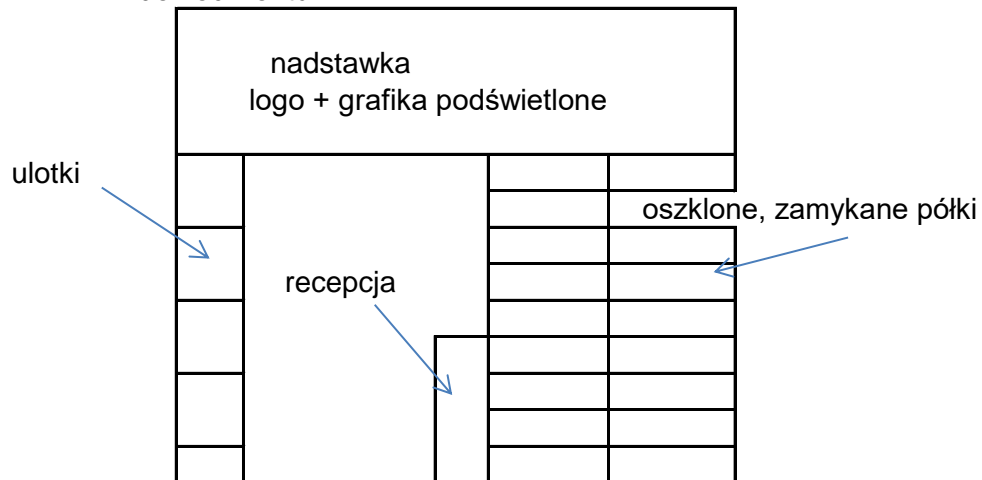 nadstawka
logo + grafika podświetlone
ulotki
oszklone, zamykane półki
recepcja